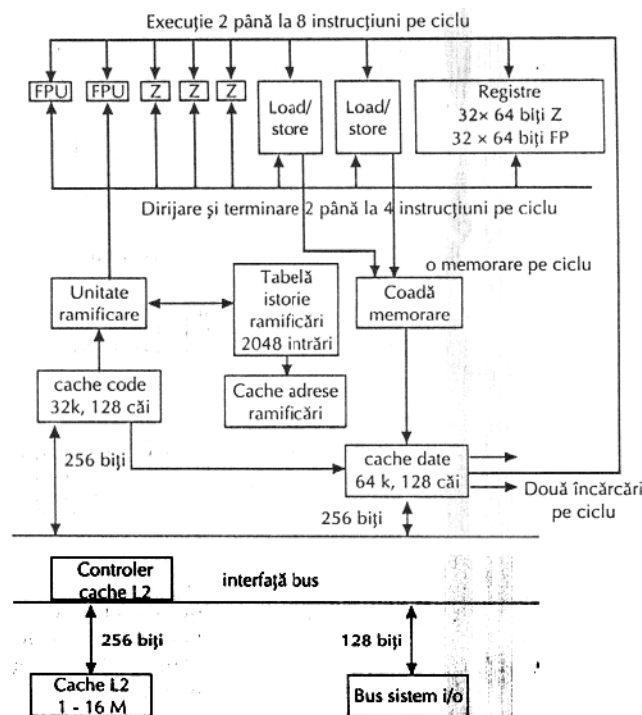 Execuție 2 până la 8 instrucțiuni pe ciclu
FPU FPU Z Z Z
Load/
store
Load/
store
Registre
32× 64 biți Z
32 × 64 biți FP
Dirijare și terminare 2 până la 4 instrucțiuni pe ciclu
o memorare pe ciclu
Unitate
ramificare
Tabelă
istorie
ramificări
2048 intrări
Coadă
memorare
cache code
32k, 128 căi
Cache adrese
ramificări
256 biți
cache date
64 k, 128 căi
Două încărcări
pe ciclu
256 biți
Controler
cache L2
interfață bus
256 biți
128 biți
Cache L2
1 - 16 M
Bus sistem i/o